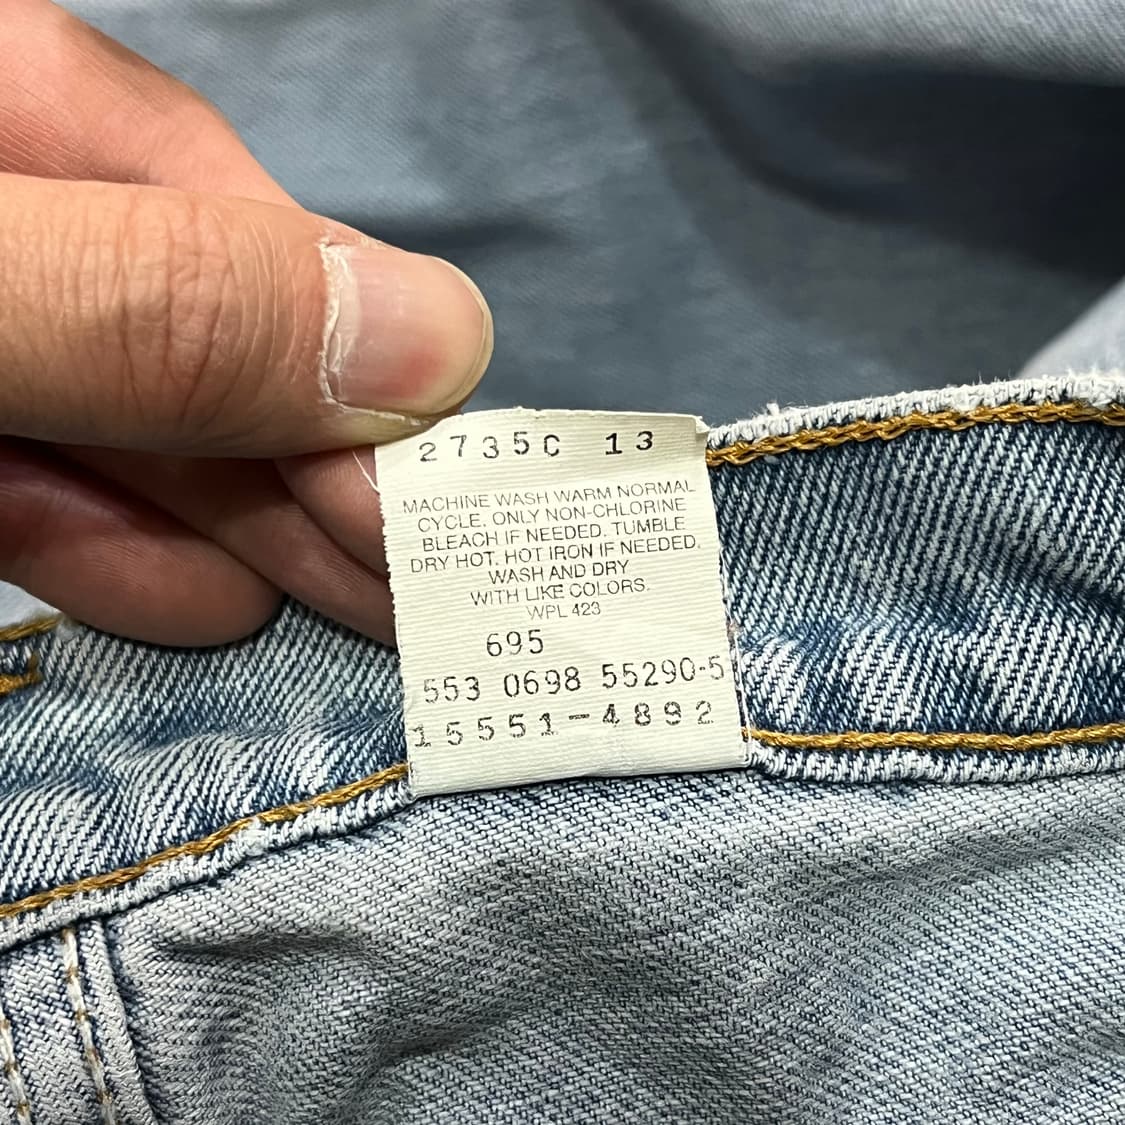 2735C 13
MACHINE WASH WARM NORMAL
CYCLE, ONLY NON-CHLORINE
BLEACH IF NEEDED. TUMBLE
DRY HOT. HOT IRON IF NEEDED.
WASH AND DRY
WITH LIKE COLORS.
WPL 423
695
553 0698 55290-5
15551-4892